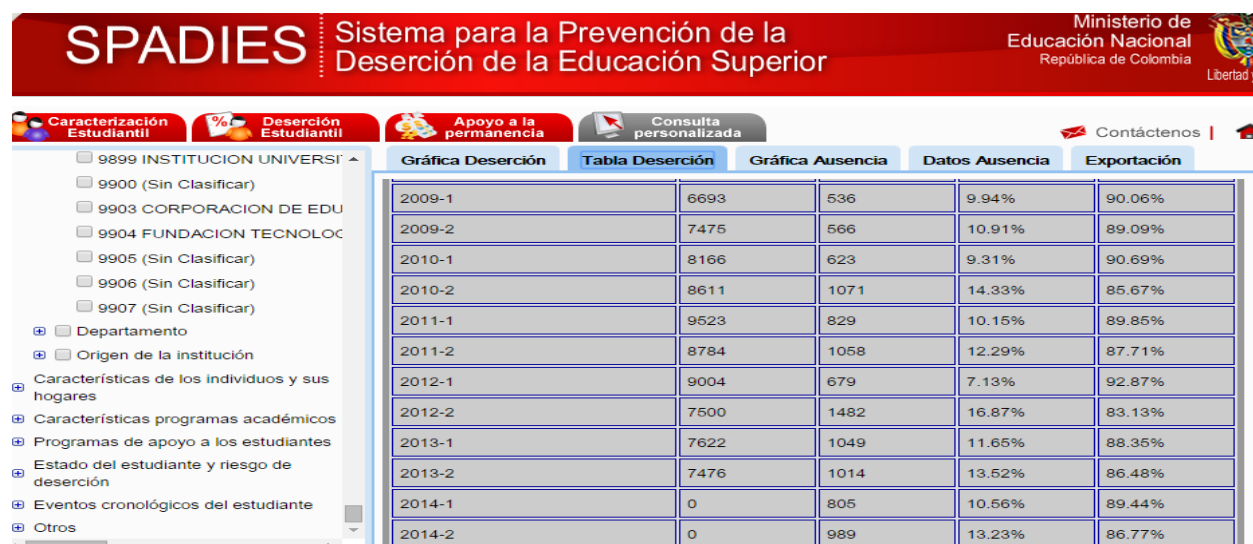 SPADIES
Sistema para la Prevención de la
Deserción de la Educación Superior
Ministerio de
Educación Nacional
República de Colombia
Libertad y
Caracterización
Estudiantil
% Deserción
Estudiantil
Apoyo a la
permanencia
Consulta
personalizada
Contáctenos |
9899 INSTITUCION UNIVERSI
9900 (Sin Clasificar)
9903 CORPORACION DE EDU
9904 FUNDACION TECNOLOG
9905 (Sin Clasificar)
9906 (Sin Clasificar)
9907 (Sin Clasificar)
Departamento
Origen de la institución
Características de los individuos y sus
hogares
Características programas académicos
Programas de apoyo a los estudiantes
Estado del estudiante y riesgo de
deserción
Eventos cronológicos del estudiante
Otros
Gráfica Deserción Tabla Deserción Gráfica Ausencia Datos Ausencia Exportación
2009-1 6693 536 9.94% 90.06%
2009-2 7475 566 10.91% 89.09%
2010-1 8166 623 9.31% 90.69%
2010-2 8611 1071 14.33% 85.67%
2011-1 9523 829 10.15% 89.85%
2011-2 8784 1058 12.29% 87.71%
2012-1 9004 679 7.13% 92.87%
2012-2 7500 1482 16.87% 83.13%
2013-1 7622 1049 11.65% 88.35%
2013-2 7476 1014 13.52% 86.48%
2014-1 0 805 10.56% 89.44%
2014-2 0 989 13.23% 86.77%